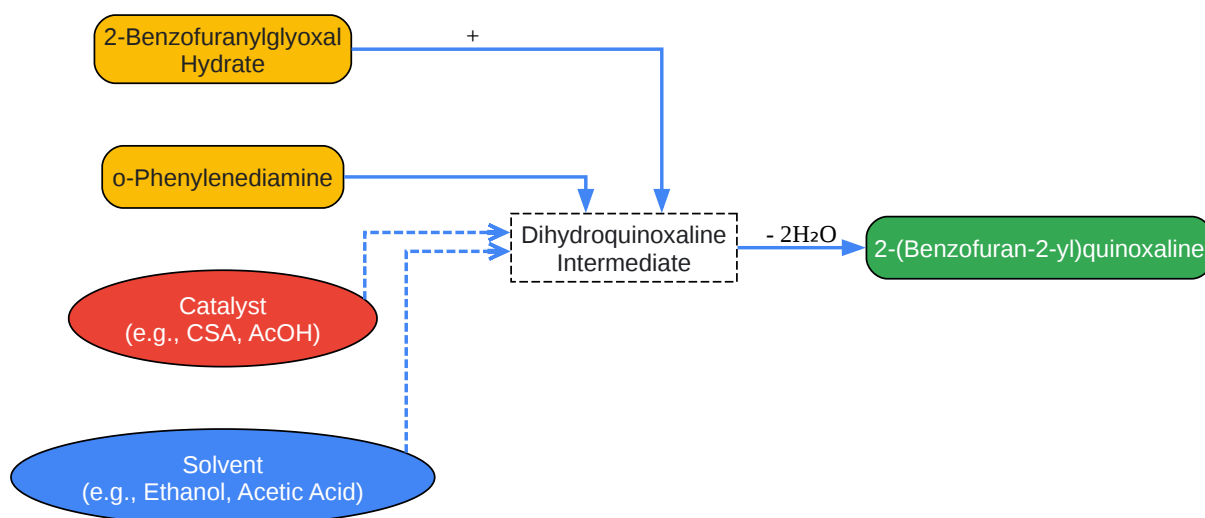 2-Benzofuranylglyoxal
Hydrate
+
o-Phenylenediamine
Dihydroquinoxaline
Intermediate
- 2H₂O
2-(Benzofuran-2-yl)quinoxaline
Catalyst
(e.g., CSA, AcOH)
Solvent
(e.g., Ethanol, Acetic Acid)